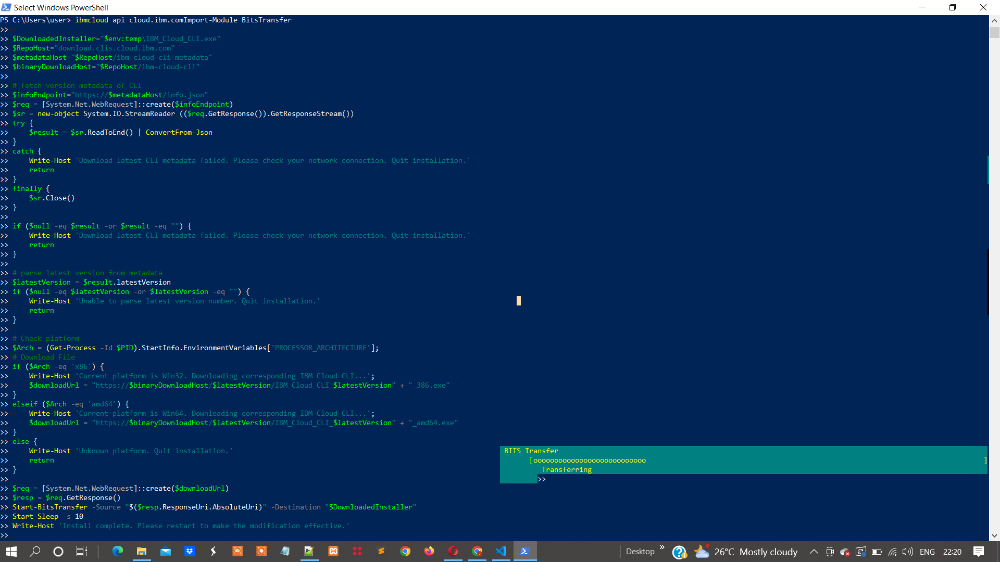 Select Windows PowerShell
PS C:\Users\user> ibmcloud api cloud.ibm.comImport-Module BitsTransfer
>>
>> $DownloadedInstaller="$env:temp\IBM_Cloud_CLI.exe"
>> $RepoHost="download.clis.cloud.ibm.com"
>> $metadataHost="$RepoHost/ibm-cloud-cli-metadata"
>> $binaryDownloadHost="$RepoHost/ibm-cloud-cli"
>>
>> # fetch version metadata of CLI
>> $infoEndpoint="https://$metadataHost/info.json"
>> $req = [System.Net.WebRequest]::create($infoEndpoint)
>> $sr = new-object System.IO.StreamReader (($req.GetResponse()).GetResponseStream())
>> try {
>>     $result = $sr.ReadToEnd() | ConvertFrom-Json
>> }
>> catch {
>>     Write-Host 'Download latest CLI metadata failed. Please check your network connection. Quit installation.'
>>     return
>> }
>> finally {
>>     $sr.Close()
>> }
>>
>> if ($null -eq $result -or $result -eq "") {
>>     Write-Host 'Download latest CLI metadata failed. Please check your network connection. Quit installation.'
>>     return
>> }
>>
>> # parse latest version from metadata
>> $latestVersion = $result.latestVersion
>> if ($null -eq $latestVersion -or $latestVersion -eq "") {
>>     Write-Host 'Unable to parse latest version number. Quit installation.'
>>     return
>> }
>>
>> # Check platform
>> $Arch = (Get-Process -Id $PID).StartInfo.EnvironmentVariables['PROCESSOR_ARCHITECTURE'];
>> # Download File
>> if ($Arch -eq 'x86') {
>>     Write-Host 'Current platform is Win32. Downloading corresponding IBM Cloud CLI...';
>>     $downloadUrl = "https://$binaryDownloadHost/$latestVersion/IBM_Cloud_CLI_$latestVersion" + "_386.exe"
>> }
>> elseif ($Arch -eq 'amd64') {
>>     Write-Host 'Current platform is Win64. Downloading corresponding IBM Cloud CLI...';
>>     $downloadUrl = "https://$binaryDownloadHost/$latestVersion/IBM_Cloud_CLI_$latestVersion" + "_amd64.exe"
>> }
>> else {
>>     Write-Host 'Unknown platform. Quit installation.'
>>     return
>> }
>>
>> $req = [System.Net.WebRequest]::create($downloadUrl)
>> $resp = $req.GetResponse()
>> Start-BitsTransfer -Source "$($resp.ResponseUri.AbsoluteUri)" -Destination "$DownloadedInstaller"
>> Start-Sleep -s 10
>> Write-Host 'Install complete. Please restart to make the modification effective.'
>>
BITS Transfer
[ooooooooooooooooooooooooooo ]
Transferring
>>
Desktop » 26°C Mostly cloudy ENG 22:20